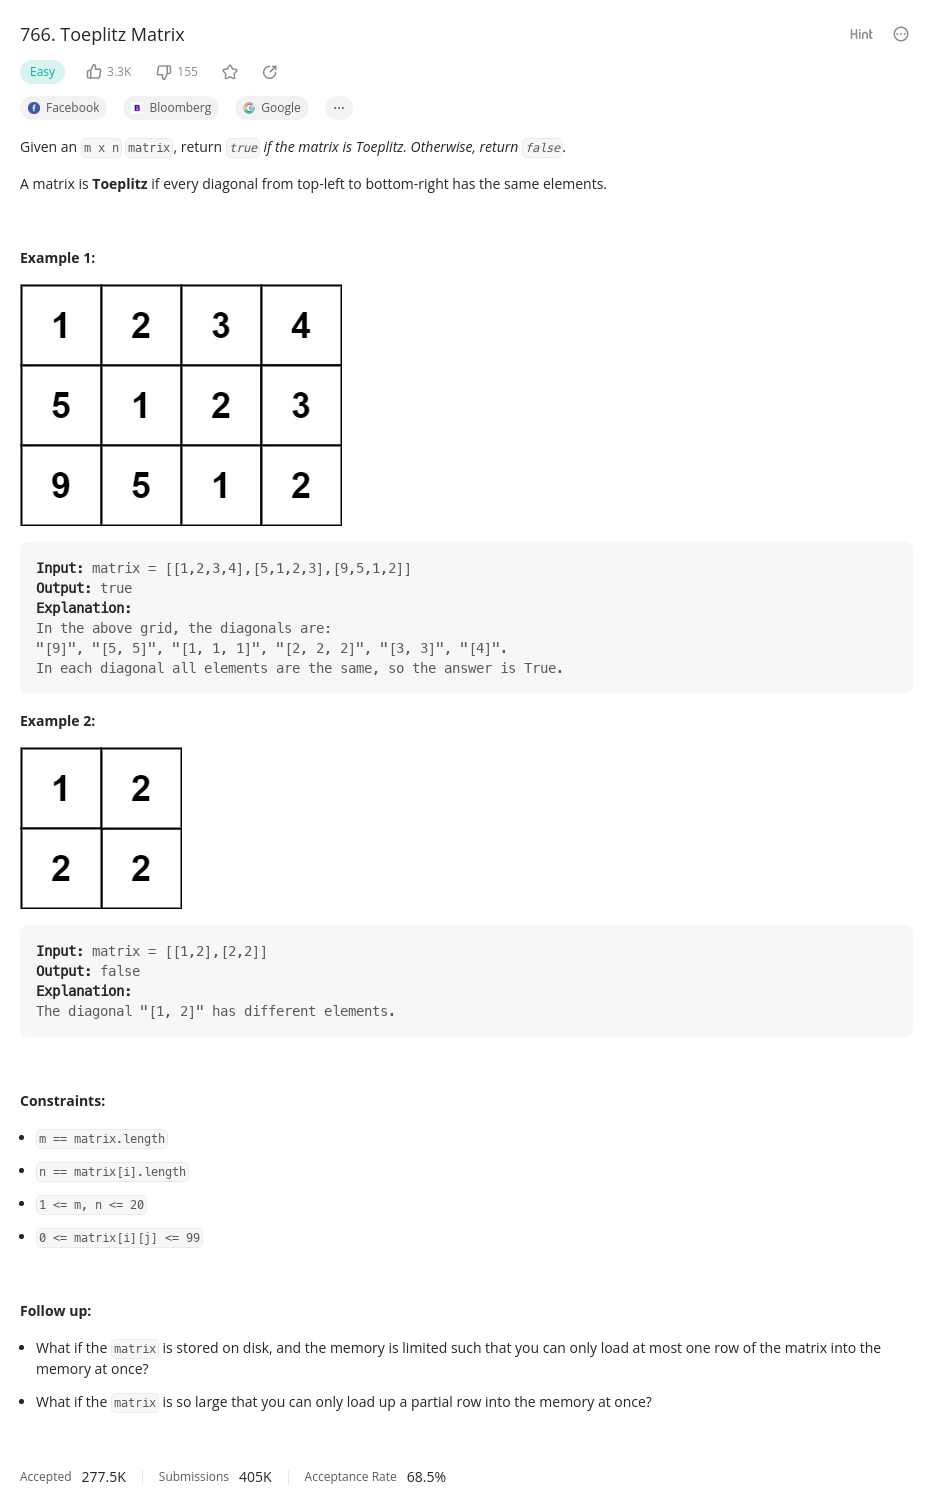 766. Toeplitz Matrix
Hint
Easy
3.3K
155
Facebook
B Bloomberg
Google
Given an m x n matrix, return true if the matrix is Toeplitz. Otherwise, return false.
A matrix is Toeplitz if every diagonal from top-left to bottom-right has the same elements.
Example 1:
1 2 3 4
5 1 2 3
9 5 1 2
Input: matrix = [[1,2,3,4],[5,1,2,3],[9,5,1,2]]
Output: true
Explanation:
In the above grid, the diagonals are:
"[9]", "[5, 5]", "[1, 1, 1]", "[2, 2, 2]", "[3, 3]", "[4]".
In each diagonal all elements are the same, so the answer is True.
Example 2:
1 2
2 2
Input: matrix = [[1,2],[2,2]]
Output: false
Explanation:
The diagonal "[1, 2]" has different elements.
Constraints:
m == matrix.length
n == matrix[i].length
1 <= m, n <= 20
0 <= matrix[i][j] <= 99
Follow up:
What if the matrix is stored on disk, and the memory is limited such that you can only load at most one row of the matrix into the
memory at once?
What if the matrix is so large that you can only load up a partial row into the memory at once?
Accepted 277.5K Submissions 405K Acceptance Rate 68.5%